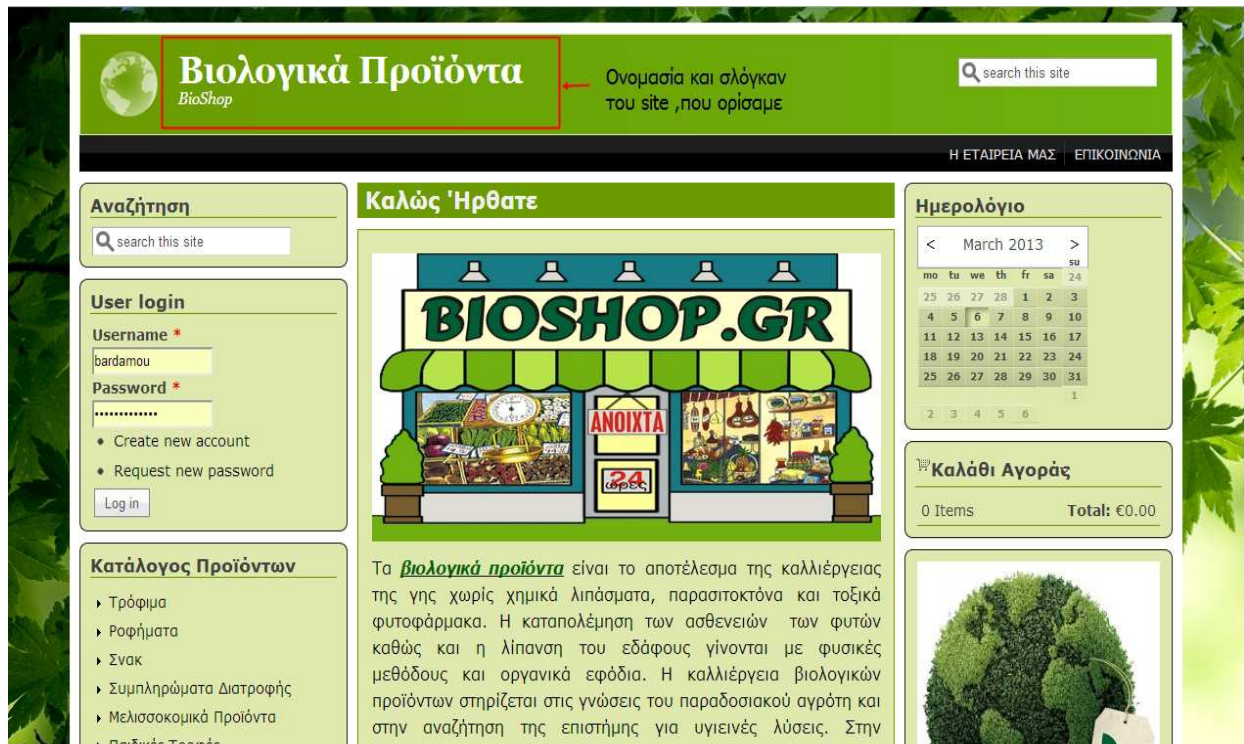 Βιολογικά Προϊόντα
BioShop
Ονομασία και σλόγκαν
του site ,που ορίσαμε
search this site
Η ΕΤΑΙΡΕΙΑ ΜΑΣ ΕΠΙΚΟΙΝΩΝΙΑ
Αναζήτηση
search this site
User login
Username *
bardamou
Password *
•••••••••••••
• Create new account
• Request new password
Log in
Κατάλογος Προϊόντων
Τρόφιμα
Ροφήματα
Σνακ
Συμπληρώματα Διατροφής
Μελισσοκομικά Προϊόντα
Παιδικές Τροφές
Καλώς 'Ηρθατε
BIOSHOP.GR
ΑΝΟΙΧΤΑ
24
ώρες
Τα βιολογικά προϊόντα είναι το αποτέλεσμα της καλλιέργειας
της γης χωρίς χημικά λιπάσματα, παρασιτοκτόνα και τοξικά
φυτοφάρμακα. Η καταπολέμηση των ασθενειών των φυτών
καθώς και η λίπανση του εδάφους γίνονται με φυσικές
μεθόδους και οργανικά εφόδια. Η καλλιέργεια βιολογικών
προϊόντων στηρίζεται στις γνώσεις του παραδοσιακού αγρότη και
στην αναζήτηση της επιστήμης για υγιεινές λύσεις. Στην
Ημερολόγιο
< March 2013 >
mo tu we th fr sa su
24
25 26 27 28 1 2 3
4 5 6 7 8 9 10
11 12 13 14 15 16 17
18 19 20 21 22 23 24
25 26 27 28 29 30 31
1
2 3 4 5 6
Καλάθι Αγοράς
0 Items Total: €0.00